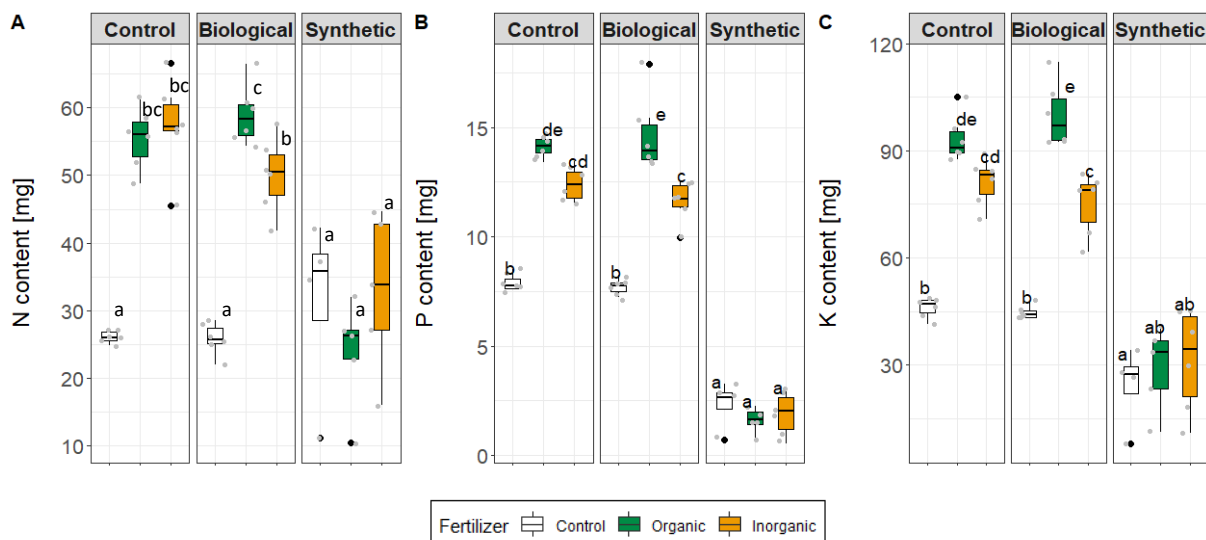 A
Control Biological Synthetic
N content [mg]
60
50
40
30
20
10
a
bc
bc
a
c
b
a
a
a
B
Control Biological Synthetic
P content [mg]
15
10
5
0
b
de
cd
b
e
c
a
a
a
C
Control Biological Synthetic
K content [mg]
120
90
60
30
b
de
cd
b
e
c
a
ab
ab
Fertilizer Control Organic Inorganic